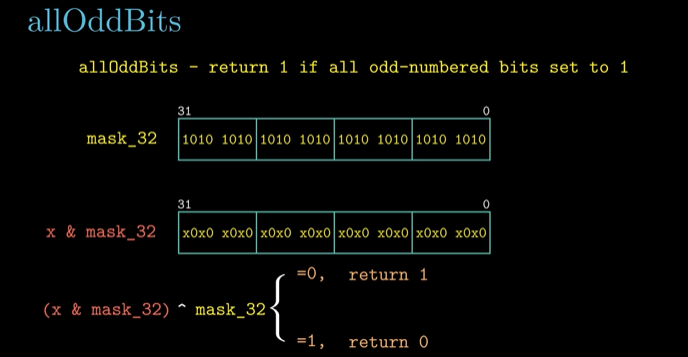 allOddBits
allOddBits - return 1 if all odd-numbered bits set to 1
31 0
mask_32 1010 1010 1010 1010 1010 1010 1010 1010
31 0
x & mask_32 x0x0 x0x0 x0x0 x0x0 x0x0 x0x0 x0x0 x0x0
=0, return 1
(x & mask_32) ^ mask_32
=1, return 0